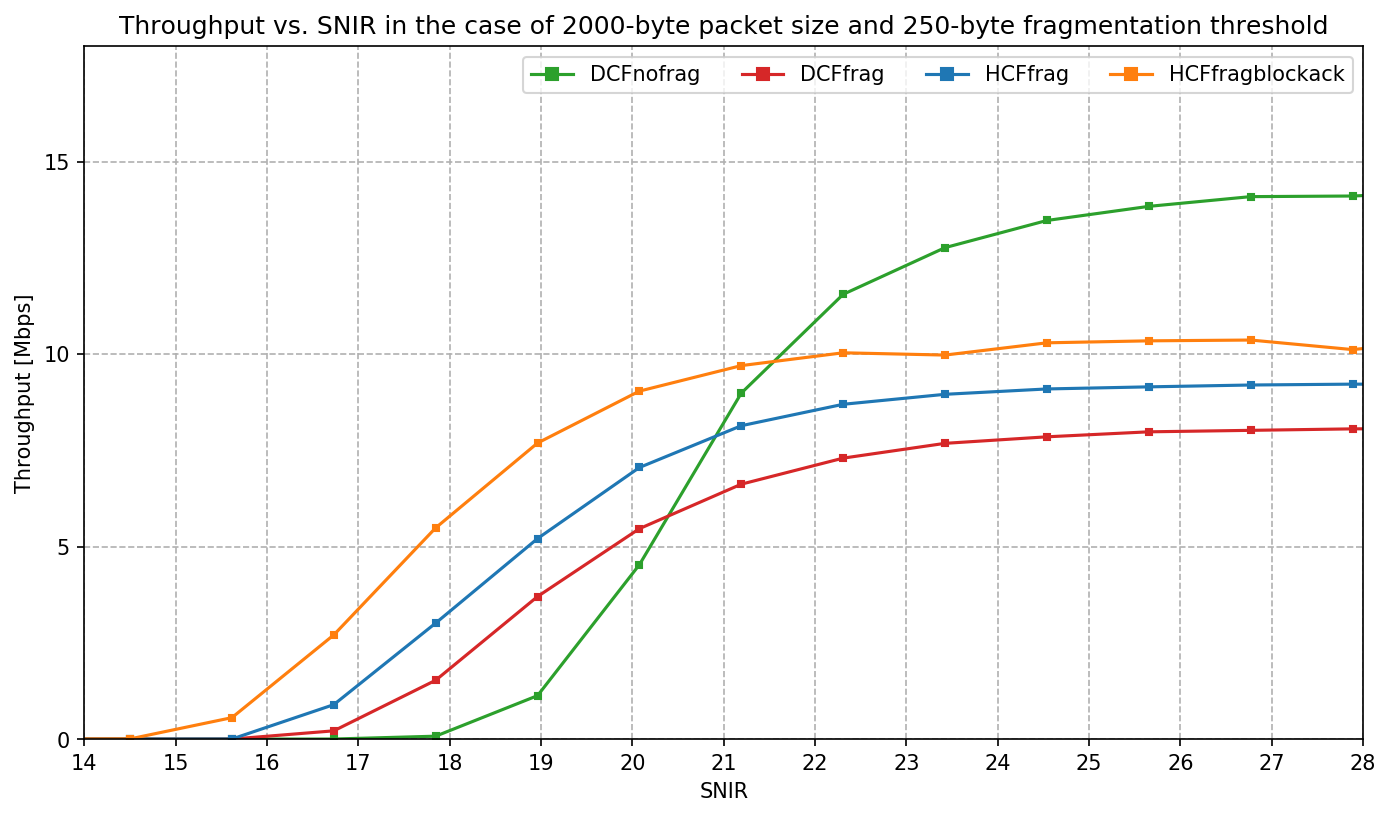 Throughput vs. SNIR in the case of 2000-byte packet size and 250-byte fragmentation threshold
DCFnofrag DCFfrag HCFfrag HCFfragblockack
15
10
5
0
Throughput [Mbps]
14 15 16 17 18 19 20 21 22 23 24 25 26 27 28
SNIR